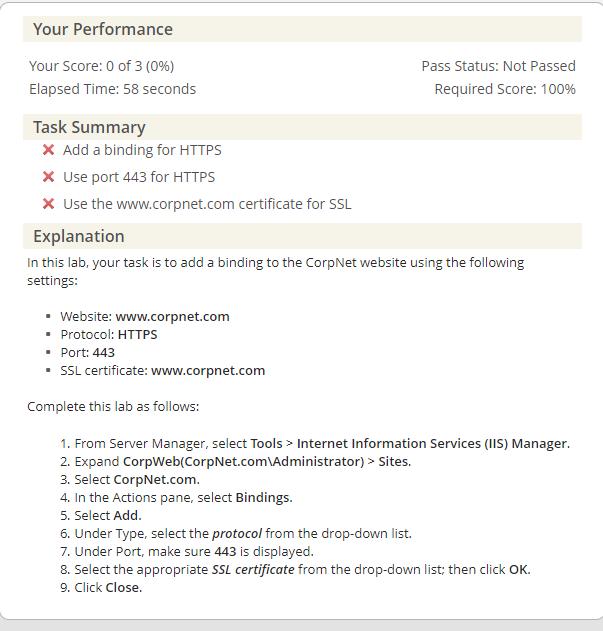 Your Performance
Your Score: 0 of 3 (0%)
Pass Status: Not Passed
Elapsed Time: 58 seconds
Required Score: 100%
Task Summary
Add a binding for HTTPS
Use port 443 for HTTPS
Use the www.corpnet.com certificate for SSL
Explanation
In this lab, your task is to add a binding to the CorpNet website using the following
settings:
Website: www.corpnet.com
Protocol: HTTPS
Port: 443
SSL certificate: www.corpnet.com
Complete this lab as follows:
1. From Server Manager, select Tools > Internet Information Services (IIS) Manager.
2. Expand CorpWeb(CorpNet.com\Administrator) > Sites.
3. Select CorpNet.com.
4. In the Actions pane, select Bindings.
5. Select Add.
6. Under Type, select the protocol from the drop-down list.
7. Under Port, make sure 443 is displayed.
8. Select the appropriate SSL certificate from the drop-down list; then click OK.
9. Click Close.